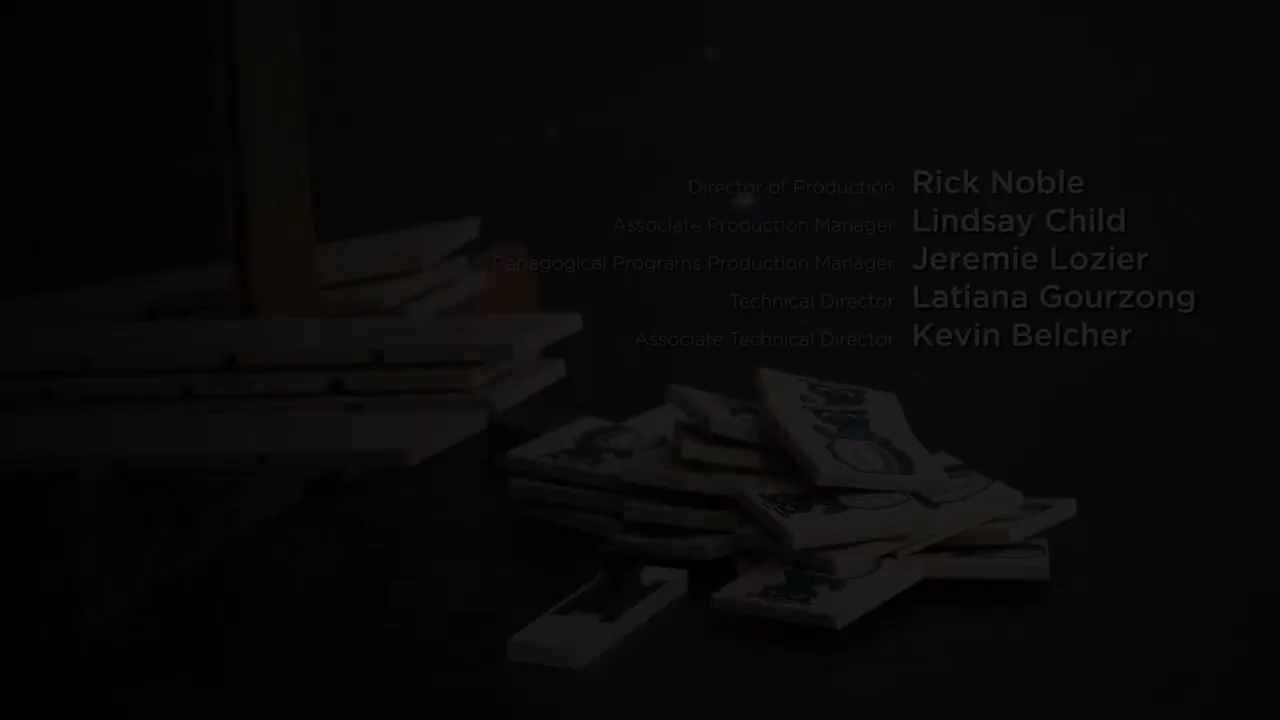 Director of Production Rick Noble
Associate Production Manager Lindsay Child
Pedagogical Programs Production Manager Jeremie Lozier
Technical Director Latiana Gourzong
Associate Technical Director Kevin Belcher